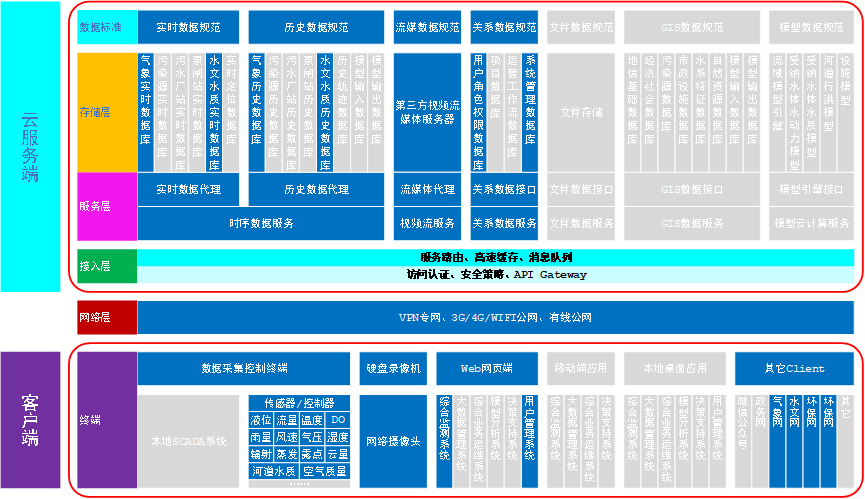 云服务端
数据标准
实时数据规范
历史数据规范
流媒数据规范
关系数据规范
文件数据规范
GIS数据规范
模型数据规范
存储层
气象实时数据库
污染源实时数据库
污水厂站实时数据库
泵闸站实时数据库
水文水质实时数据库
实时定位数据库
气象历史数据库
污染源历史数据库
污水厂站历史数据库
泵闸站历史数据库
水文水质历史数据库
历史轨迹数据库
模型输入数据库
模型输出数据库
第三方视频流
媒体服务器
用户角色权限数据库
项目数据库
运营工作流数据库
系统管理数据库
文件存储
地信基础数据库
经济社会数据库
污染源数据库
市政设施数据库
水系特征数据库
自然资源数据库
模型输入数据库
模型输出数据库
流域模型引擎
受纳水体水动力模型
受纳水体水质模型
河道行洪模型
设施模型
服务层
实时数据代理
历史数据代理
流媒体代理
关系数据接口
文件数据接口
GIS数据接口
模型引擎接口
时序数据服务
视频流服务
关系数据服务
文件数据服务
GIS数据服务
模型云计算服务
接入层
服务路由、高速缓存、消息队列
访问认证、安全策略、API Gateway
网络层
VPN专网、3G/4G/WIFI公网、有线公网
客户端
终端
数据采集控制终端
硬盘录像机
Web网页端
移动端应用
本地桌面应用
其它Client
本地SCADA系统
传感器/控制器
液位 流量 温度 DO
雨量 风速 气压 湿度
辐射 蒸发 雾点 云量
河道水质 空气质量
......
网络摄像头
综合监测系统
大数据管理系统
综合业务运维系统
模型分析系统
决策支持系统
用户管理系统
综合监测系统
大数据管理系统
综合业务运维系统
决策支持系统
综合监测系统
大数据管理系统
综合业务运维系统
模型分析系统
决策支持系统
用户管理系统
微信公众号
政务网
气象网
水文网
环保网
环保网
其它